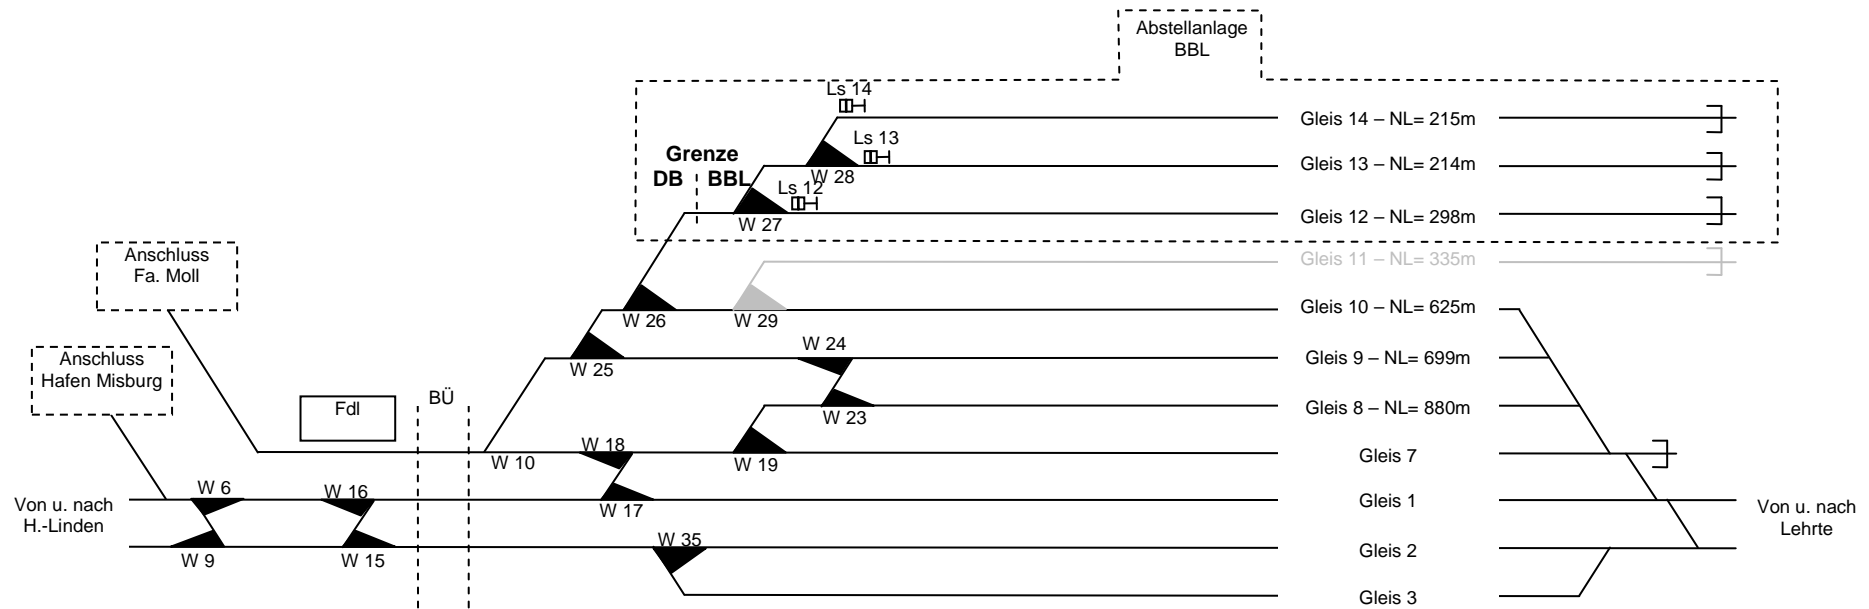 Abstellanlage
BBL
Ls 14
Gleis 14 – NL= 215m
Ls 13
Grenze
DB
BBL
W 28
Gleis 13 – NL= 214m
Ls 12
W 27
Gleis 12 – NL= 298m
Anschluss
Fa. Moll
Gleis 11 – NL= 335m
W 26
W 29
Gleis 10 – NL= 625m
Anschluss
Hafen Misburg
W 25
W 24
Gleis 9 – NL= 699m
Fdl
BÜ
W 23
Gleis 8 – NL= 880m
W 10
W 18
W 19
Gleis 7
Von u. nach
H.-Linden
W 6
W 16
W 17
Gleis 1
Von u. nach
Lehrte
W 9
W 15
W 35
Gleis 2
Gleis 3